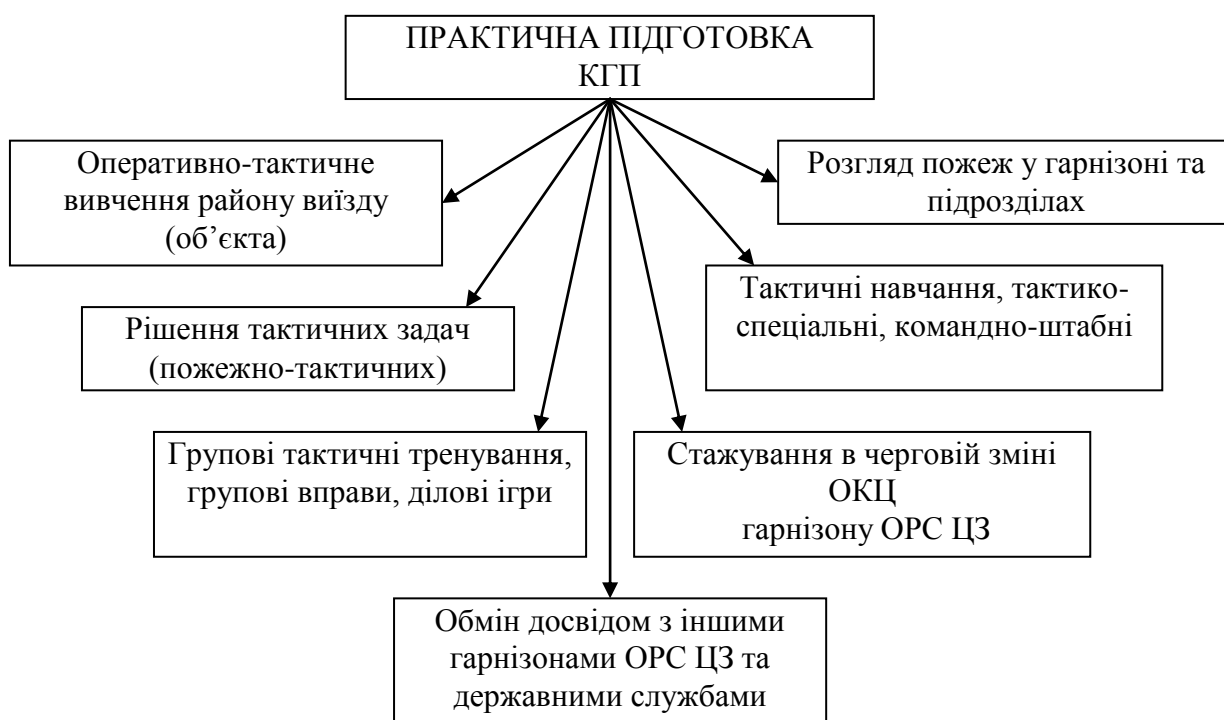 ПРАКТИЧНА ПІДГОТОВКА
КГП
Оперативно-тактичне
вивчення району виїзду
(об’єкта)
Розгляд пожеж у гарнізоні та
підрозділах
Рішення тактичних задач
(пожежно-тактичних)
Тактичні навчання, тактико-
спеціальні, командно-штабні
Групові тактичні тренування,
групові вправи, ділові ігри
Стажування в черговій зміні
ОКЦ
гарнізону ОРС ЦЗ
Обмін досвідом з іншими
гарнізонами ОРС ЦЗ та
державними службами